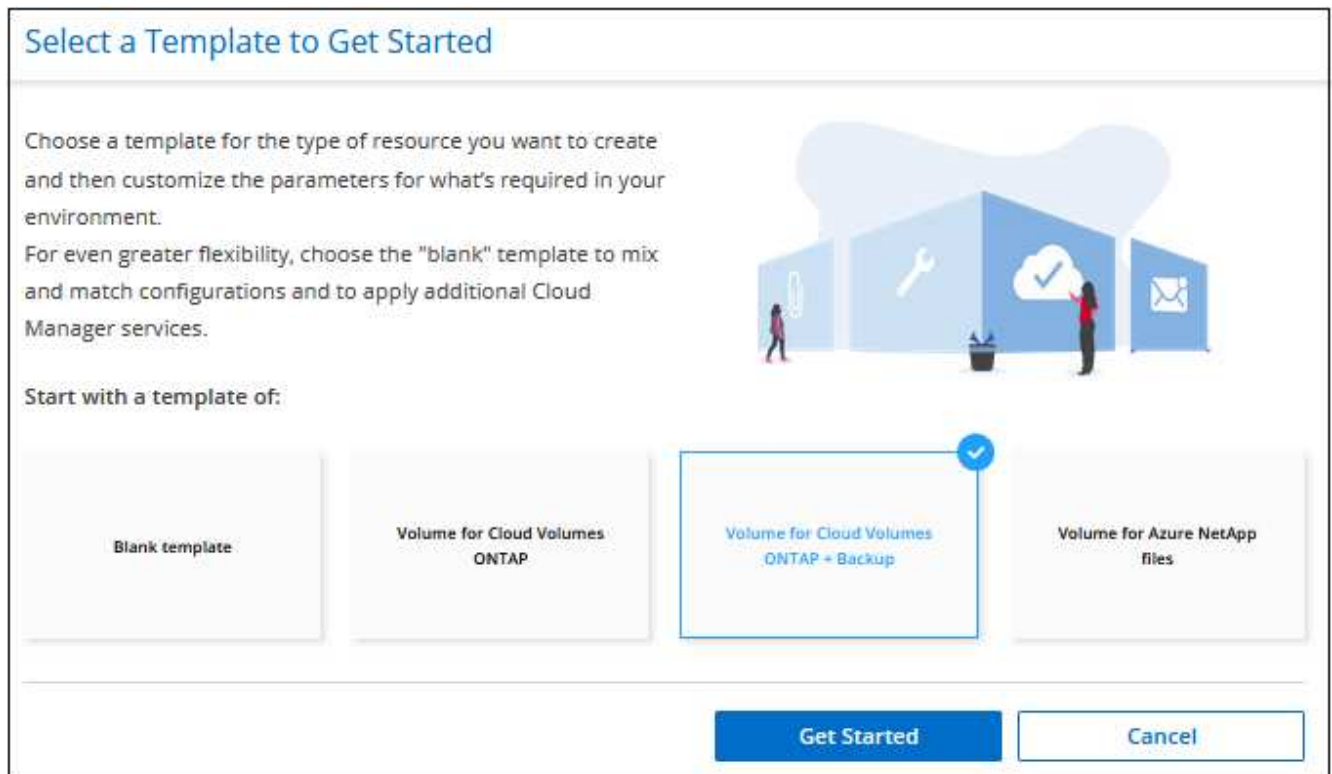 Select a Template to Get Started
Choose a template for the type of resource you want to create
and then customize the parameters for what's required in your
environment.
For even greater flexibility, choose the "blank" template to mix
and match configurations and to apply additional Cloud
Manager services.
Start with a template of:
Blank template
Volume for Cloud Volumes
ONTAP
Volume for Cloud Volumes
ONTAP + Backup
Volume for Azure NetApp
files
Get Started
Cancel